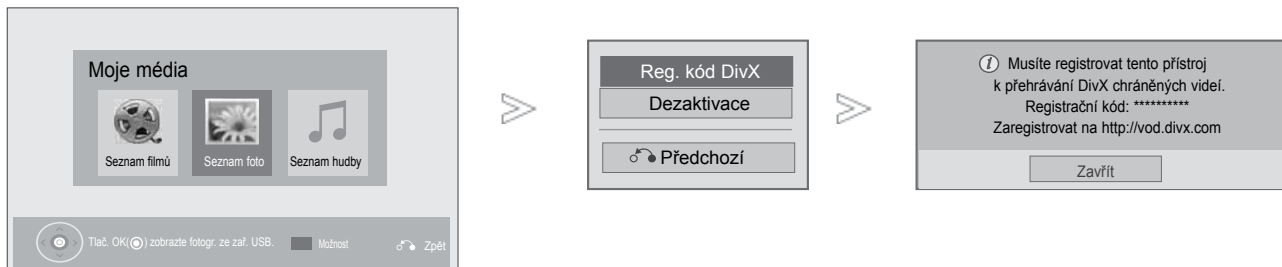 Moje média
Seznam filmů
Seznam foto
Seznam hudby
Tlač. OK(◉) zobrazte fotogr. ze zař. USB.
Možnost
Zpět
Reg. kód DivX
Dezaktivace
Předchozí
Musíte registrovat tento přístroj
k přehrávání DivX chráněných videí.
Registrační kód: **********
Zaregistrovat na http://vod.divx.com
Zavřít